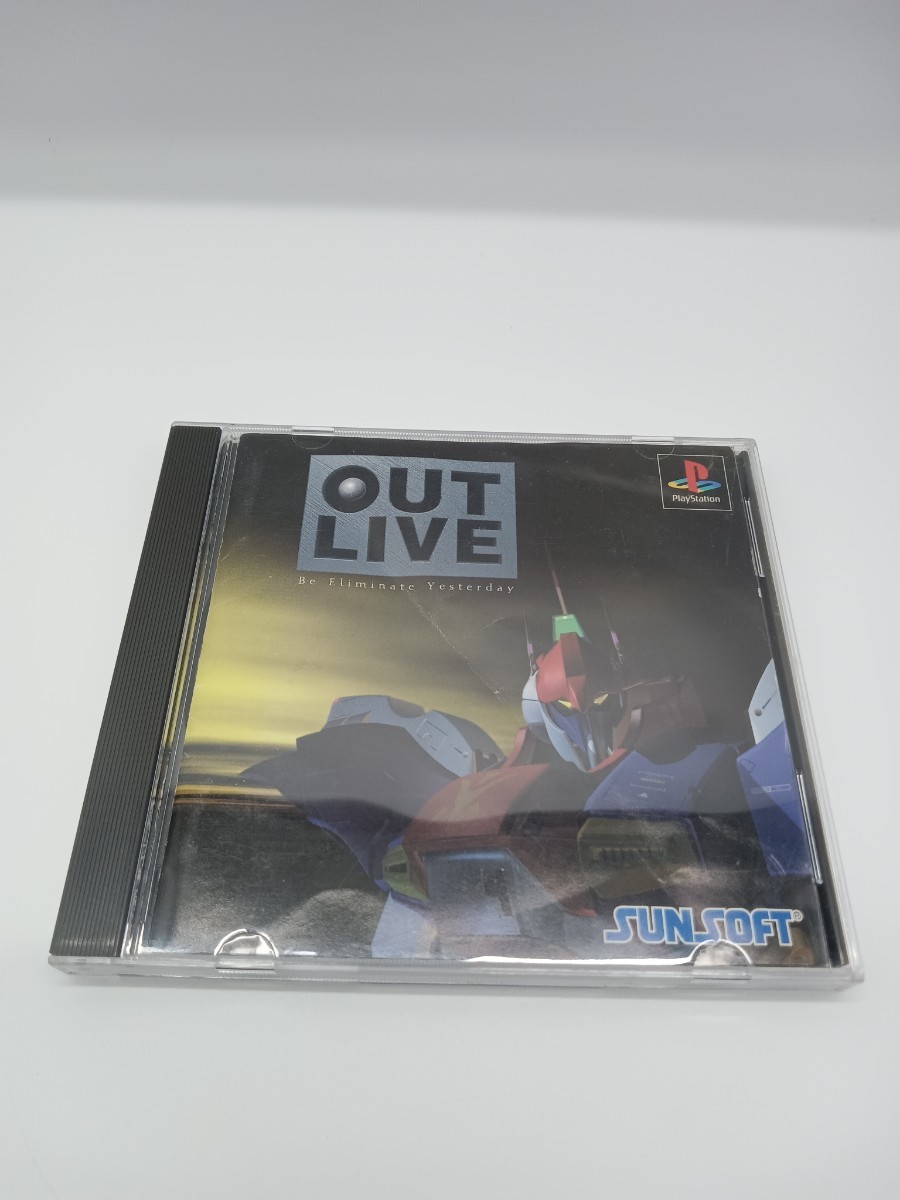 OUT
LIVE
Be Eliminate Yesterday
PlayStation
SUNSOFT®